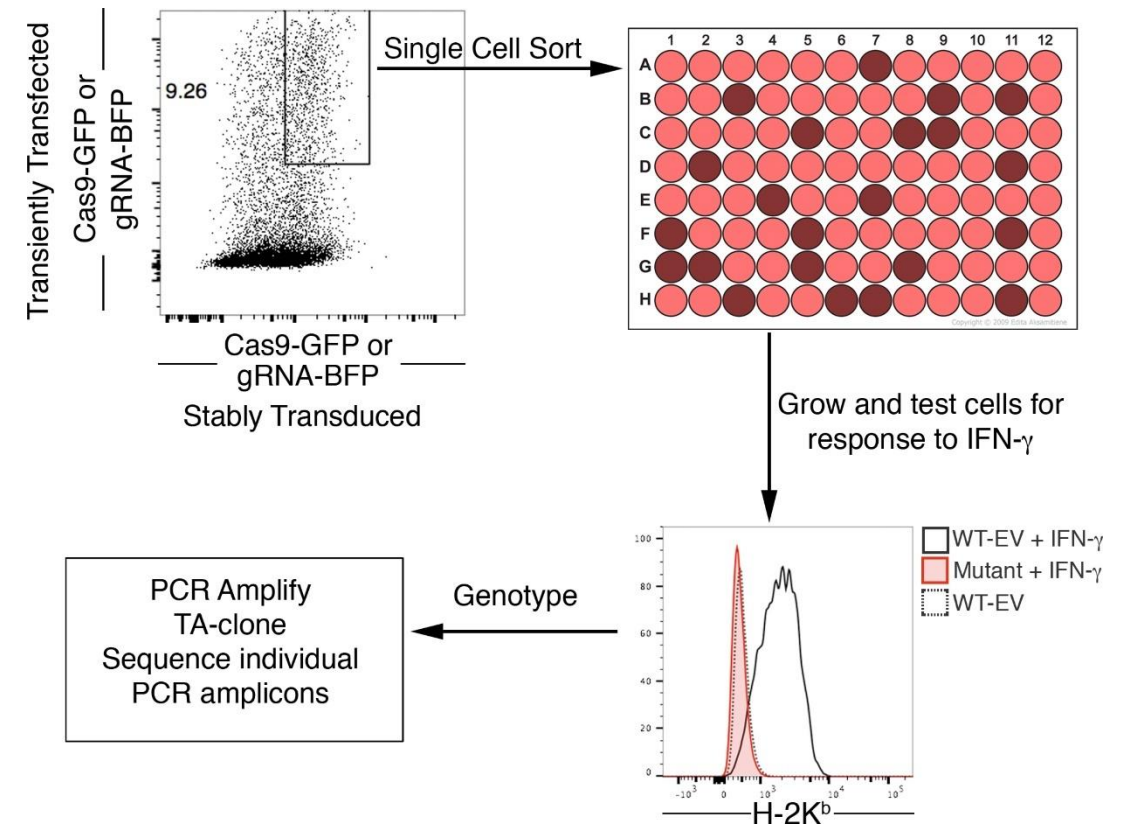 Transiently Transfected
Cas9-GFP or
gRNA-BFP
9.26
Cas9-GFP or
gRNA-BFP
Stably Transduced
Single Cell Sort
1 2 3 4 5 6 7 8 9 10 11 12
A
B
C
D
E
F
G
H
Copyright © 2009 Edita Aksamitiene
Grow and test cells for
response to IFN-γ
100
80
60
40
20
0
-10³ 0 10³ 10⁴ 10⁵
H-2Kᵇ
WT-EV + IFN-γ
Mutant + IFN-γ
WT-EV
Genotype
PCR Amplify
TA-clone
Sequence individual
PCR amplicons